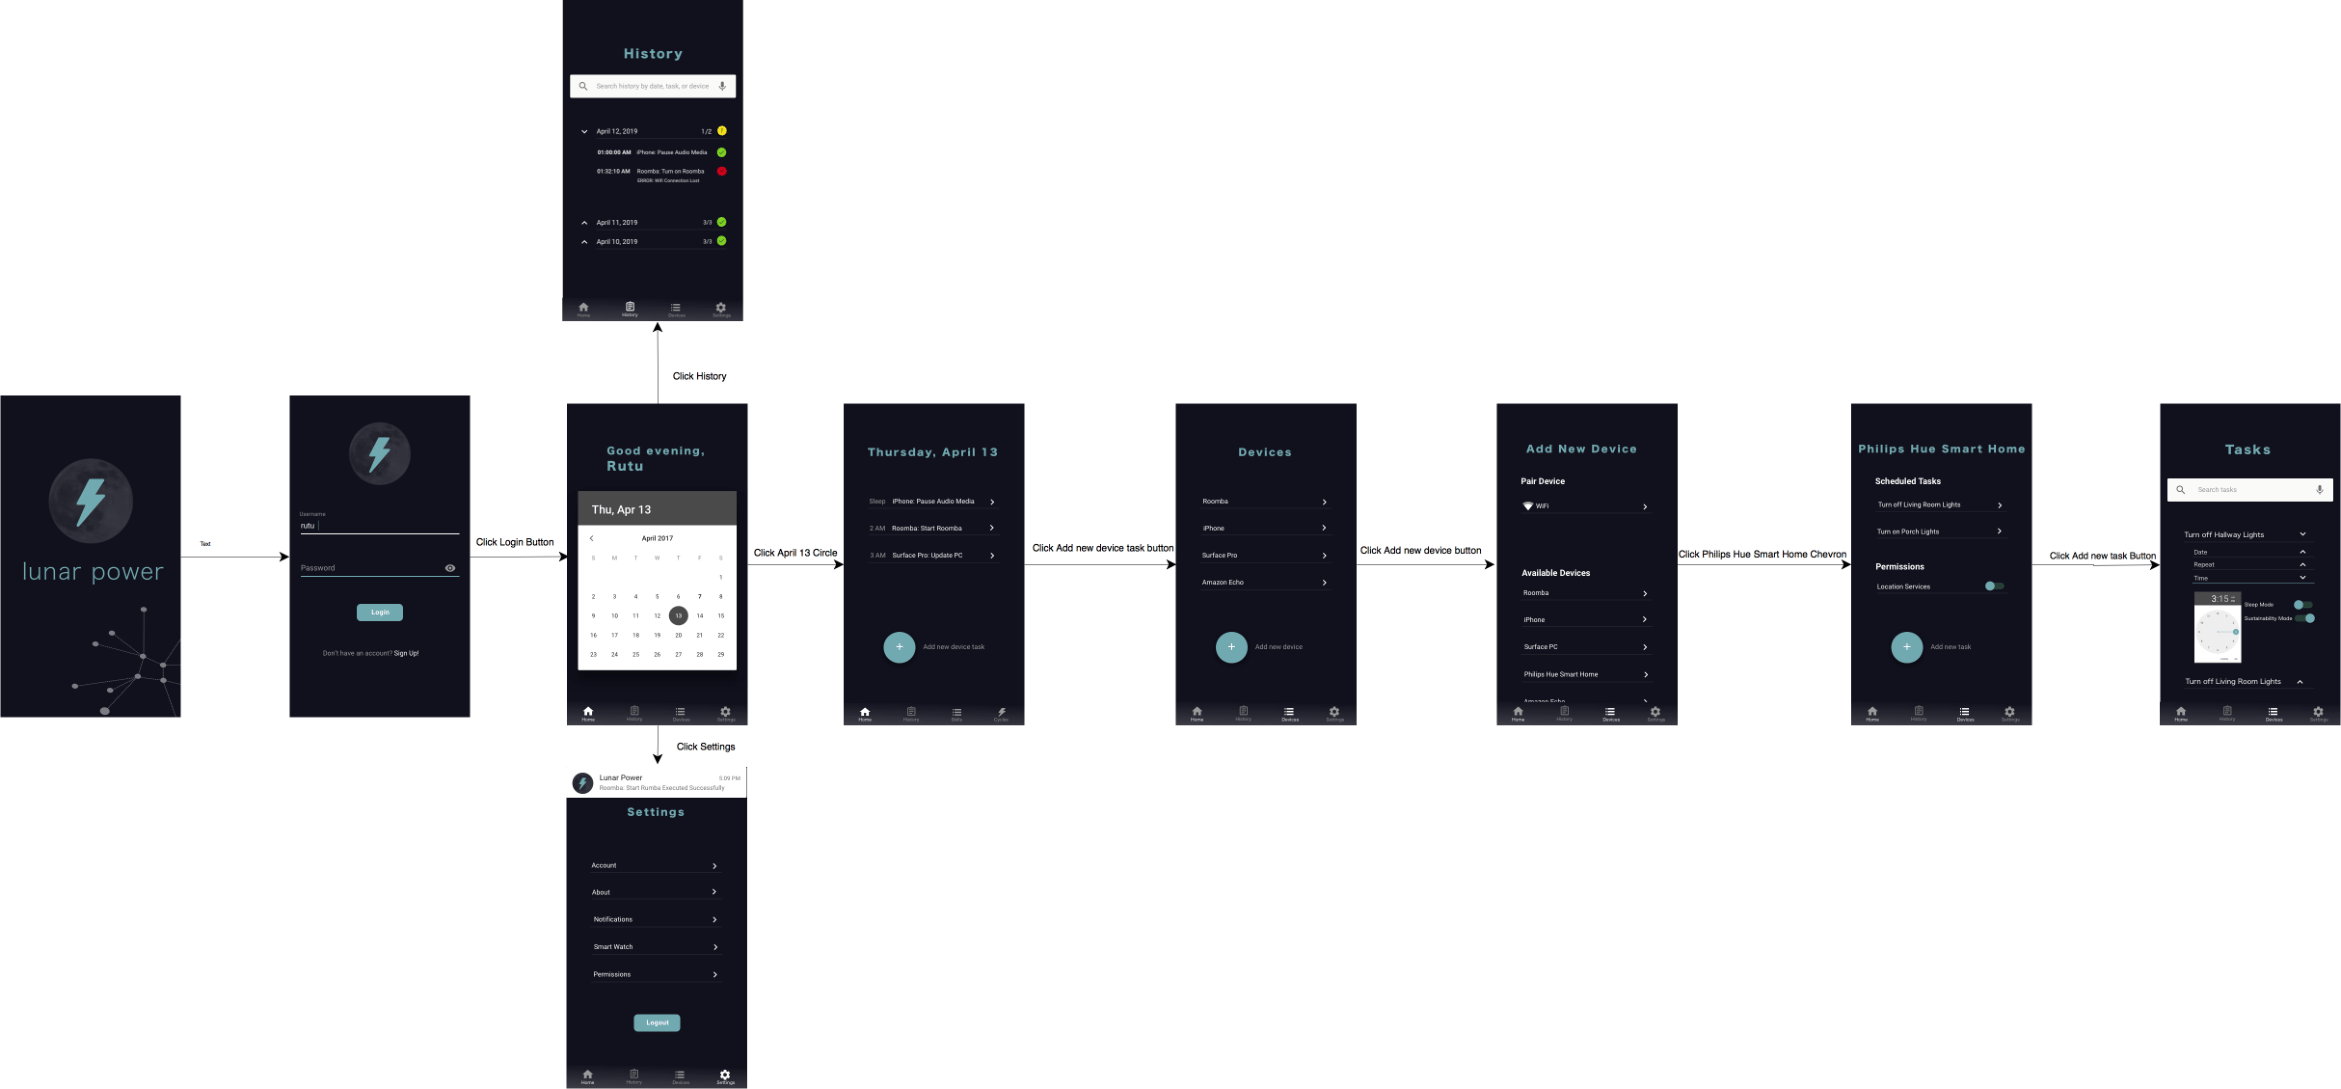 History
Search history by date, task, or device
April 12, 2019 1/2
01:00:00 AM iPhone: Pause Audio Media
01:32:10 AM Roomba: Turn on Roomba
ERROR: Wifi Connection Lost
April 11, 2019 3/3
April 10, 2019 3/3
Home History Devices Settings
Click History
lunar power
Text
Username
rutu
Password
Login
Don't have an account? Sign Up!
Click Login Button
Good evening,
Rutu
Thu, Apr 13
April 2017
S M T W T F S
1
2 3 4 5 6 7 8
9 10 11 12 13 14 15
16 17 18 19 20 21 22
23 24 25 26 27 28 29
Home History Devices Settings
Click April 13 Circle
Thursday, April 13
Sleep iPhone: Pause Audio Media
2 AM Roomba: Start Roomba
3 AM Surface Pro: Update PC
+ Add new device task
Home History Cycles
Click Add new device task button
Devices
Roomba
iPhone
Surface Pro
Amazon Echo
+ Add new device
Home History Devices Settings
Click Add new device button
Add New Device
Pair Device
WiFi
Available Devices
Roomba
iPhone
Surface PC
Philips Hue Smart Home
Amazon Echo
Home History Devices Settings
Click Philips Hue Smart Home Chevron
Philips Hue Smart Home
Scheduled Tasks
Turn off Living Room Lights
Turn on Porch Lights
Permissions
Location Services
+ Add new task
Home History Devices Settings
Click Add new task Button
Tasks
Search tasks
Turn off Hallway Lights
Date
Repeat
Time
3:15
Sleep Mode
Sustainability Mode
Turn off Living Room Lights
Home History Devices Settings
Click Settings
Lunar Power 5:09 PM
Roomba: Start Rumba Executed Successfully
Settings
Account
About
Notifications
Smart Watch
Permissions
Logout
Home History Devices Settings